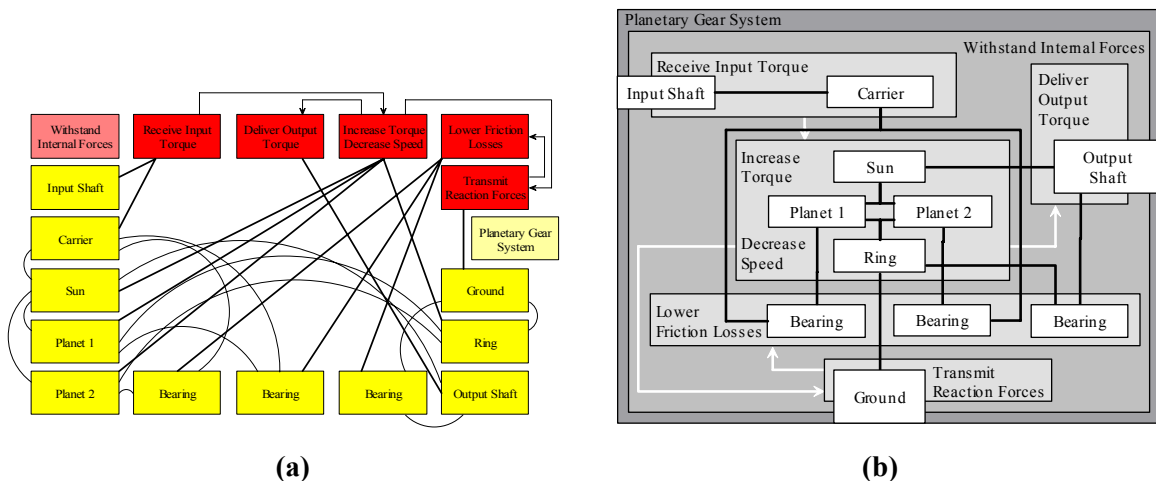 Withstand
Internal Forces
Receive Input
Torque
Deliver Output
Torque
Increase Torque
Decrease Speed
Lower Friction
Losses
Input Shaft
Transmit
Reaction Forces
Carrier
Planetary Gear
System
Sun
Ground
Planet 1
Ring
Planet 2
Bearing
Bearing
Bearing
Output Shaft
(a)
Planetary Gear System
Withstand Internal Forces
Receive Input Torque
Input Shaft
Carrier
Deliver
Output
Torque
Increase
Torque
Sun
Output
Shaft
Planet 1
Planet 2
Decrease
Speed
Ring
Lower
Friction Losses
Bearing
Bearing
Bearing
Transmit
Reaction Forces
Ground
(b)